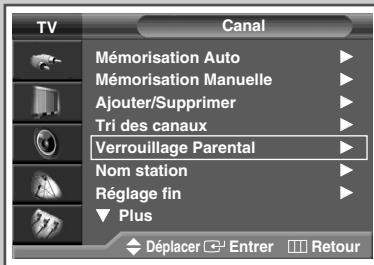 TV
Canal
Mémorisation Auto
Mémorisation Manuelle
Ajouter/Supprimer
Tri des canaux
Verrouillage Parental
Nom station
Réglage fin
Plus
Déplacer Entrer Retour